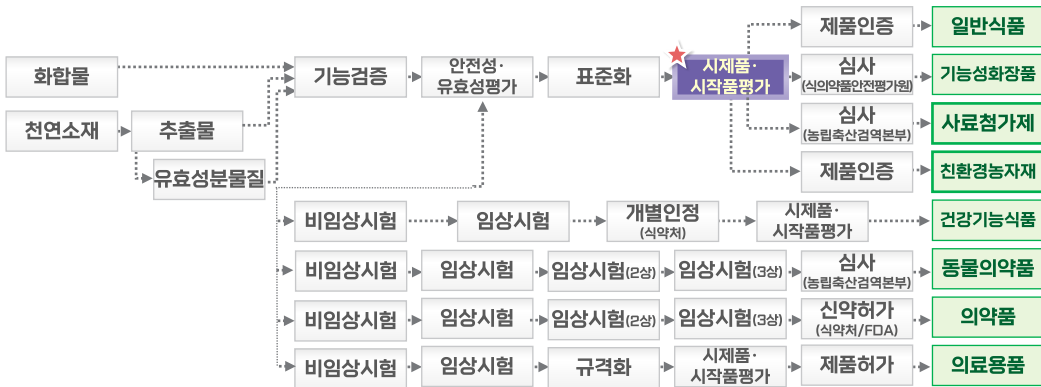 화합물
천연소재
추출물
유효성분물질
기능검증
안전성·
유효성평가
표준화
시제품·
시작품평가
제품인증
일반식품
심사
(식의약품안전평가원)
기능성화장품
심사
(농림축산검역본부)
사료첨가제
제품인증
친환경농자재
비임상시험
임상시험
개별인정
(식약처)
시제품·
시작품평가
건강기능식품
비임상시험
임상시험
임상시험(2상)
임상시험(3상)
심사
(농림축산검역본부)
동물의약품
비임상시험
임상시험
임상시험(2상)
임상시험(3상)
신약허가
(식약처/FDA)
의약품
비임상시험
임상시험
규격화
시제품·
시작품평가
제품허가
의료용품